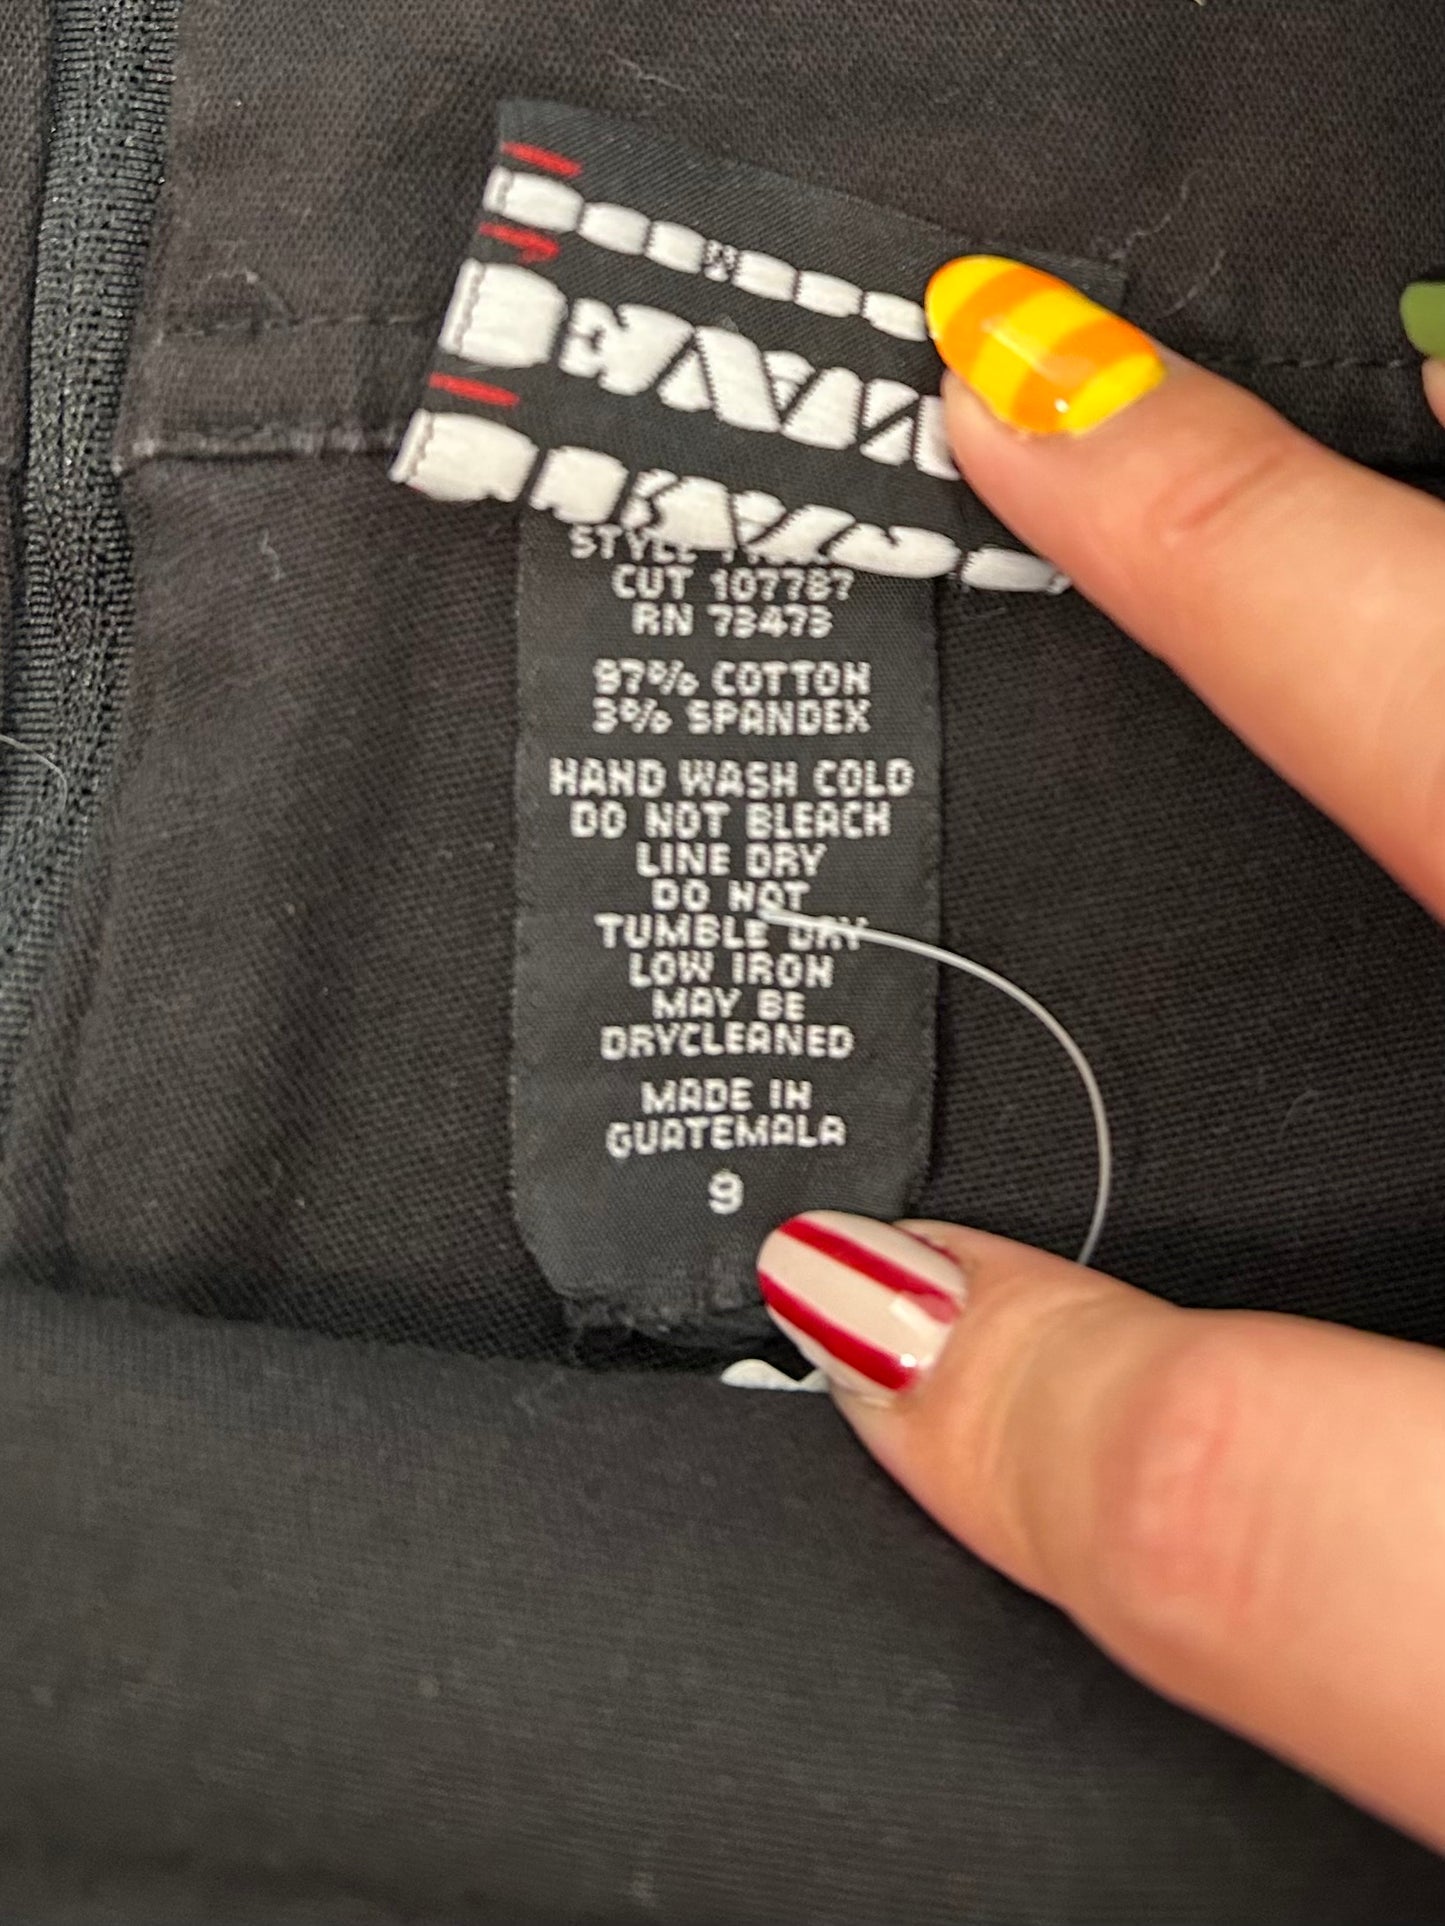 STYLE
CUT 107787
RN 73473
97% COTTON
3% SPANDEX
HAND WASH COLD
DO NOT BLEACH
LINE DRY
DO NOT
TUMBLE DRY
LOW IRON
MAY BE
DRYCLEANED
MADE IN
GUATEMALA
9